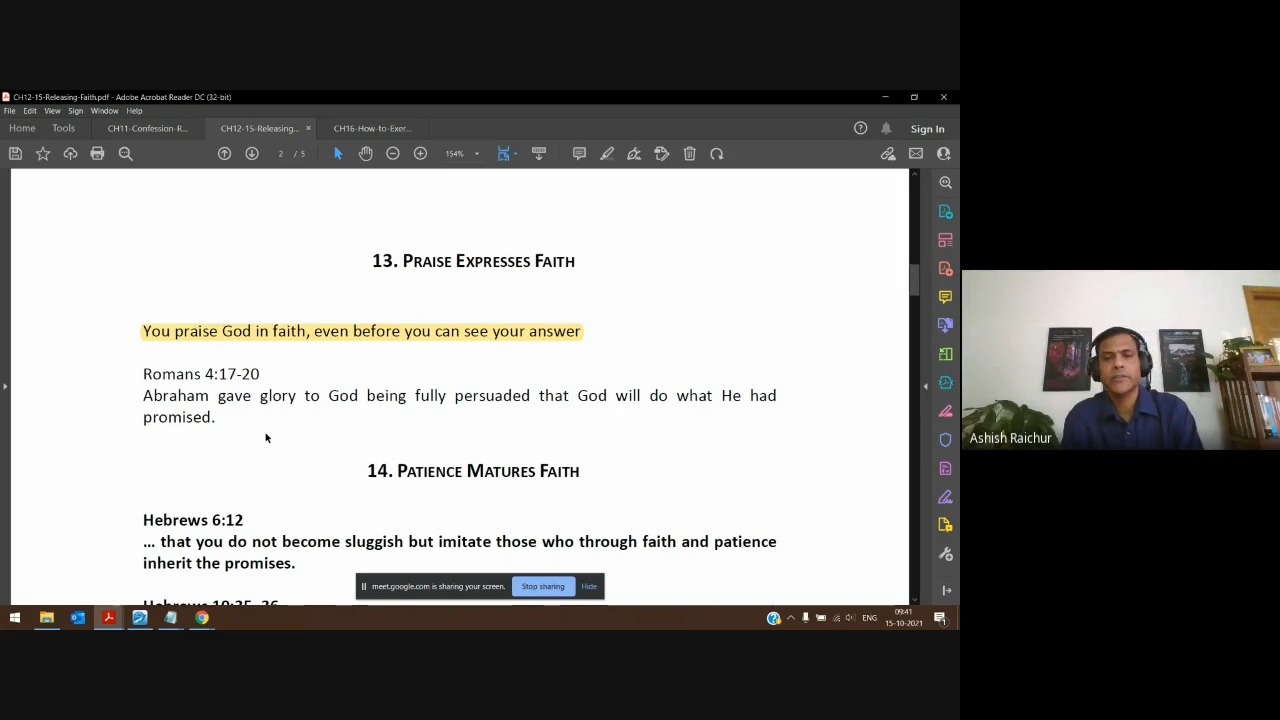 CH12-15-Releasing-Faith.pdf - Adobe Acrobat Reader DC (32-bit)
File Edit View Sign Window Help
Home Tools CH11-Confession-R... CH12-15-Releasing... × CH16-How-to-Exer... Sign In
2 / 5 154%
13. PRAISE EXPRESSES FAITH
You praise God in faith, even before you can see your answer
Romans 4:17-20
Abraham gave glory to God being fully persuaded that God will do what He had
promised.
14. PATIENCE MATURES FAITH
Hebrews 6:12
... that you do not become sluggish but imitate those who through faith and patience
inherit the promises.
meet.google.com is sharing your screen. Stop sharing Hide
Hebrews 10:35-36
ENG
09:41
15-10-2021
Ashish Raichur